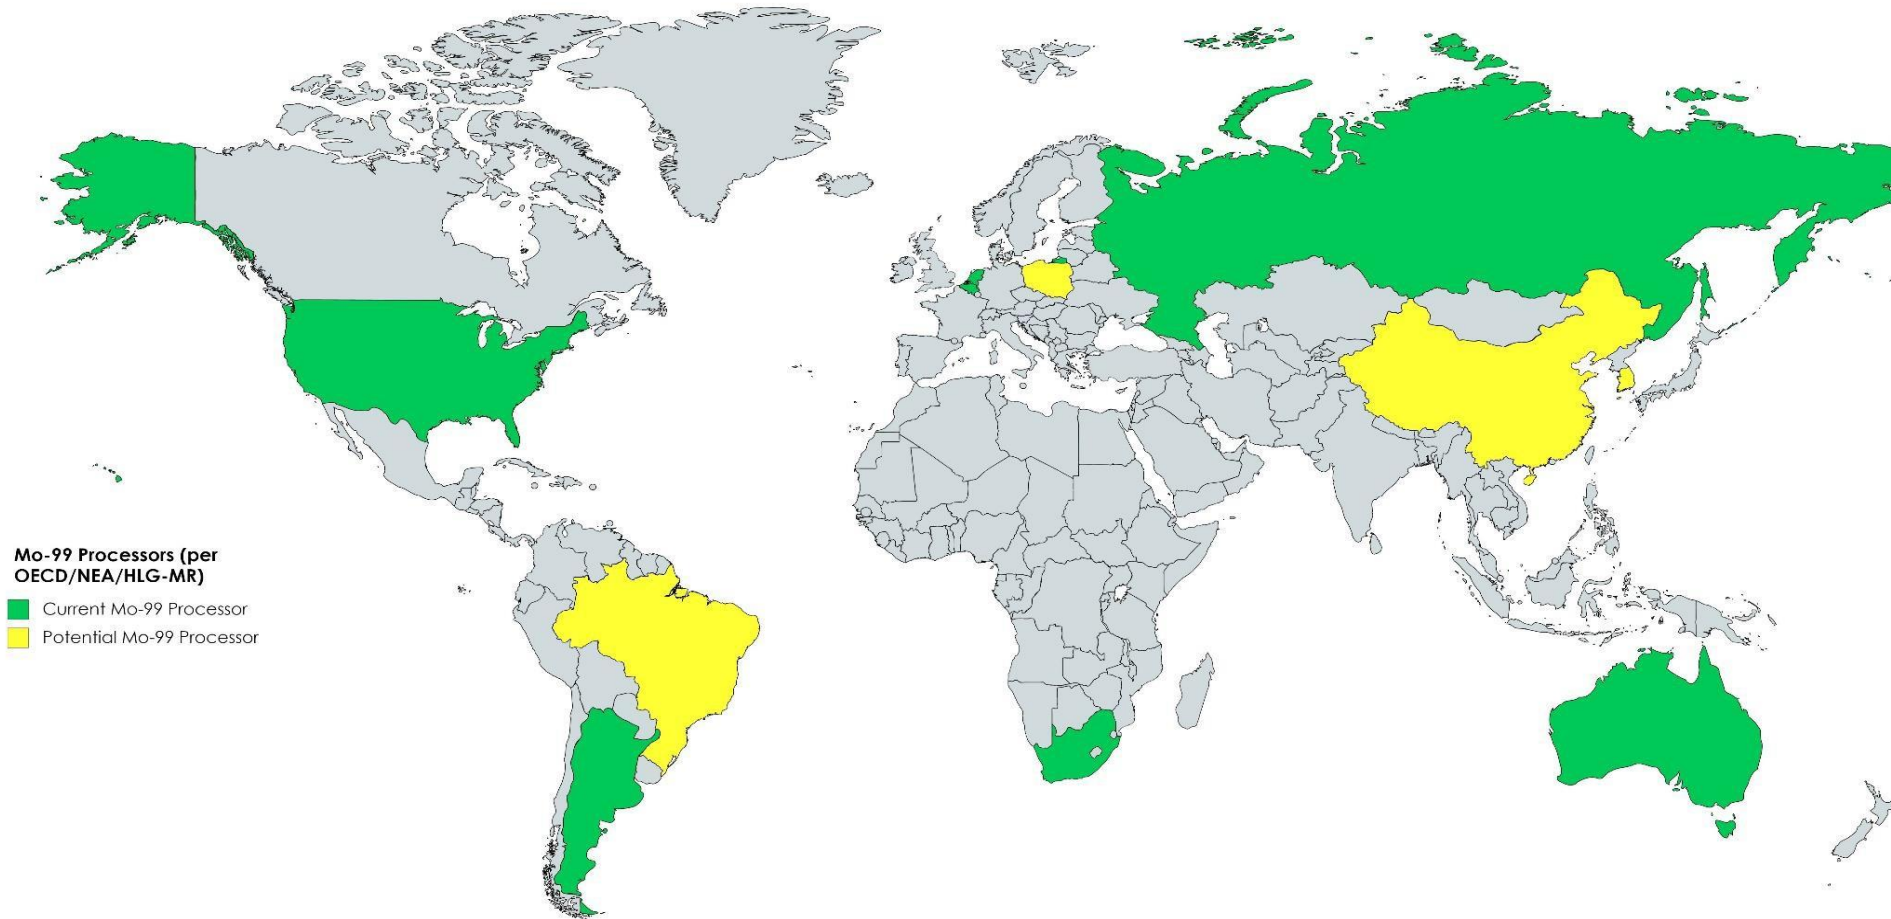 Mo-99 Processors (per
OECD/NEA/HLG-MR)
Current Mo-99 Processor
Potential Mo-99 Processor